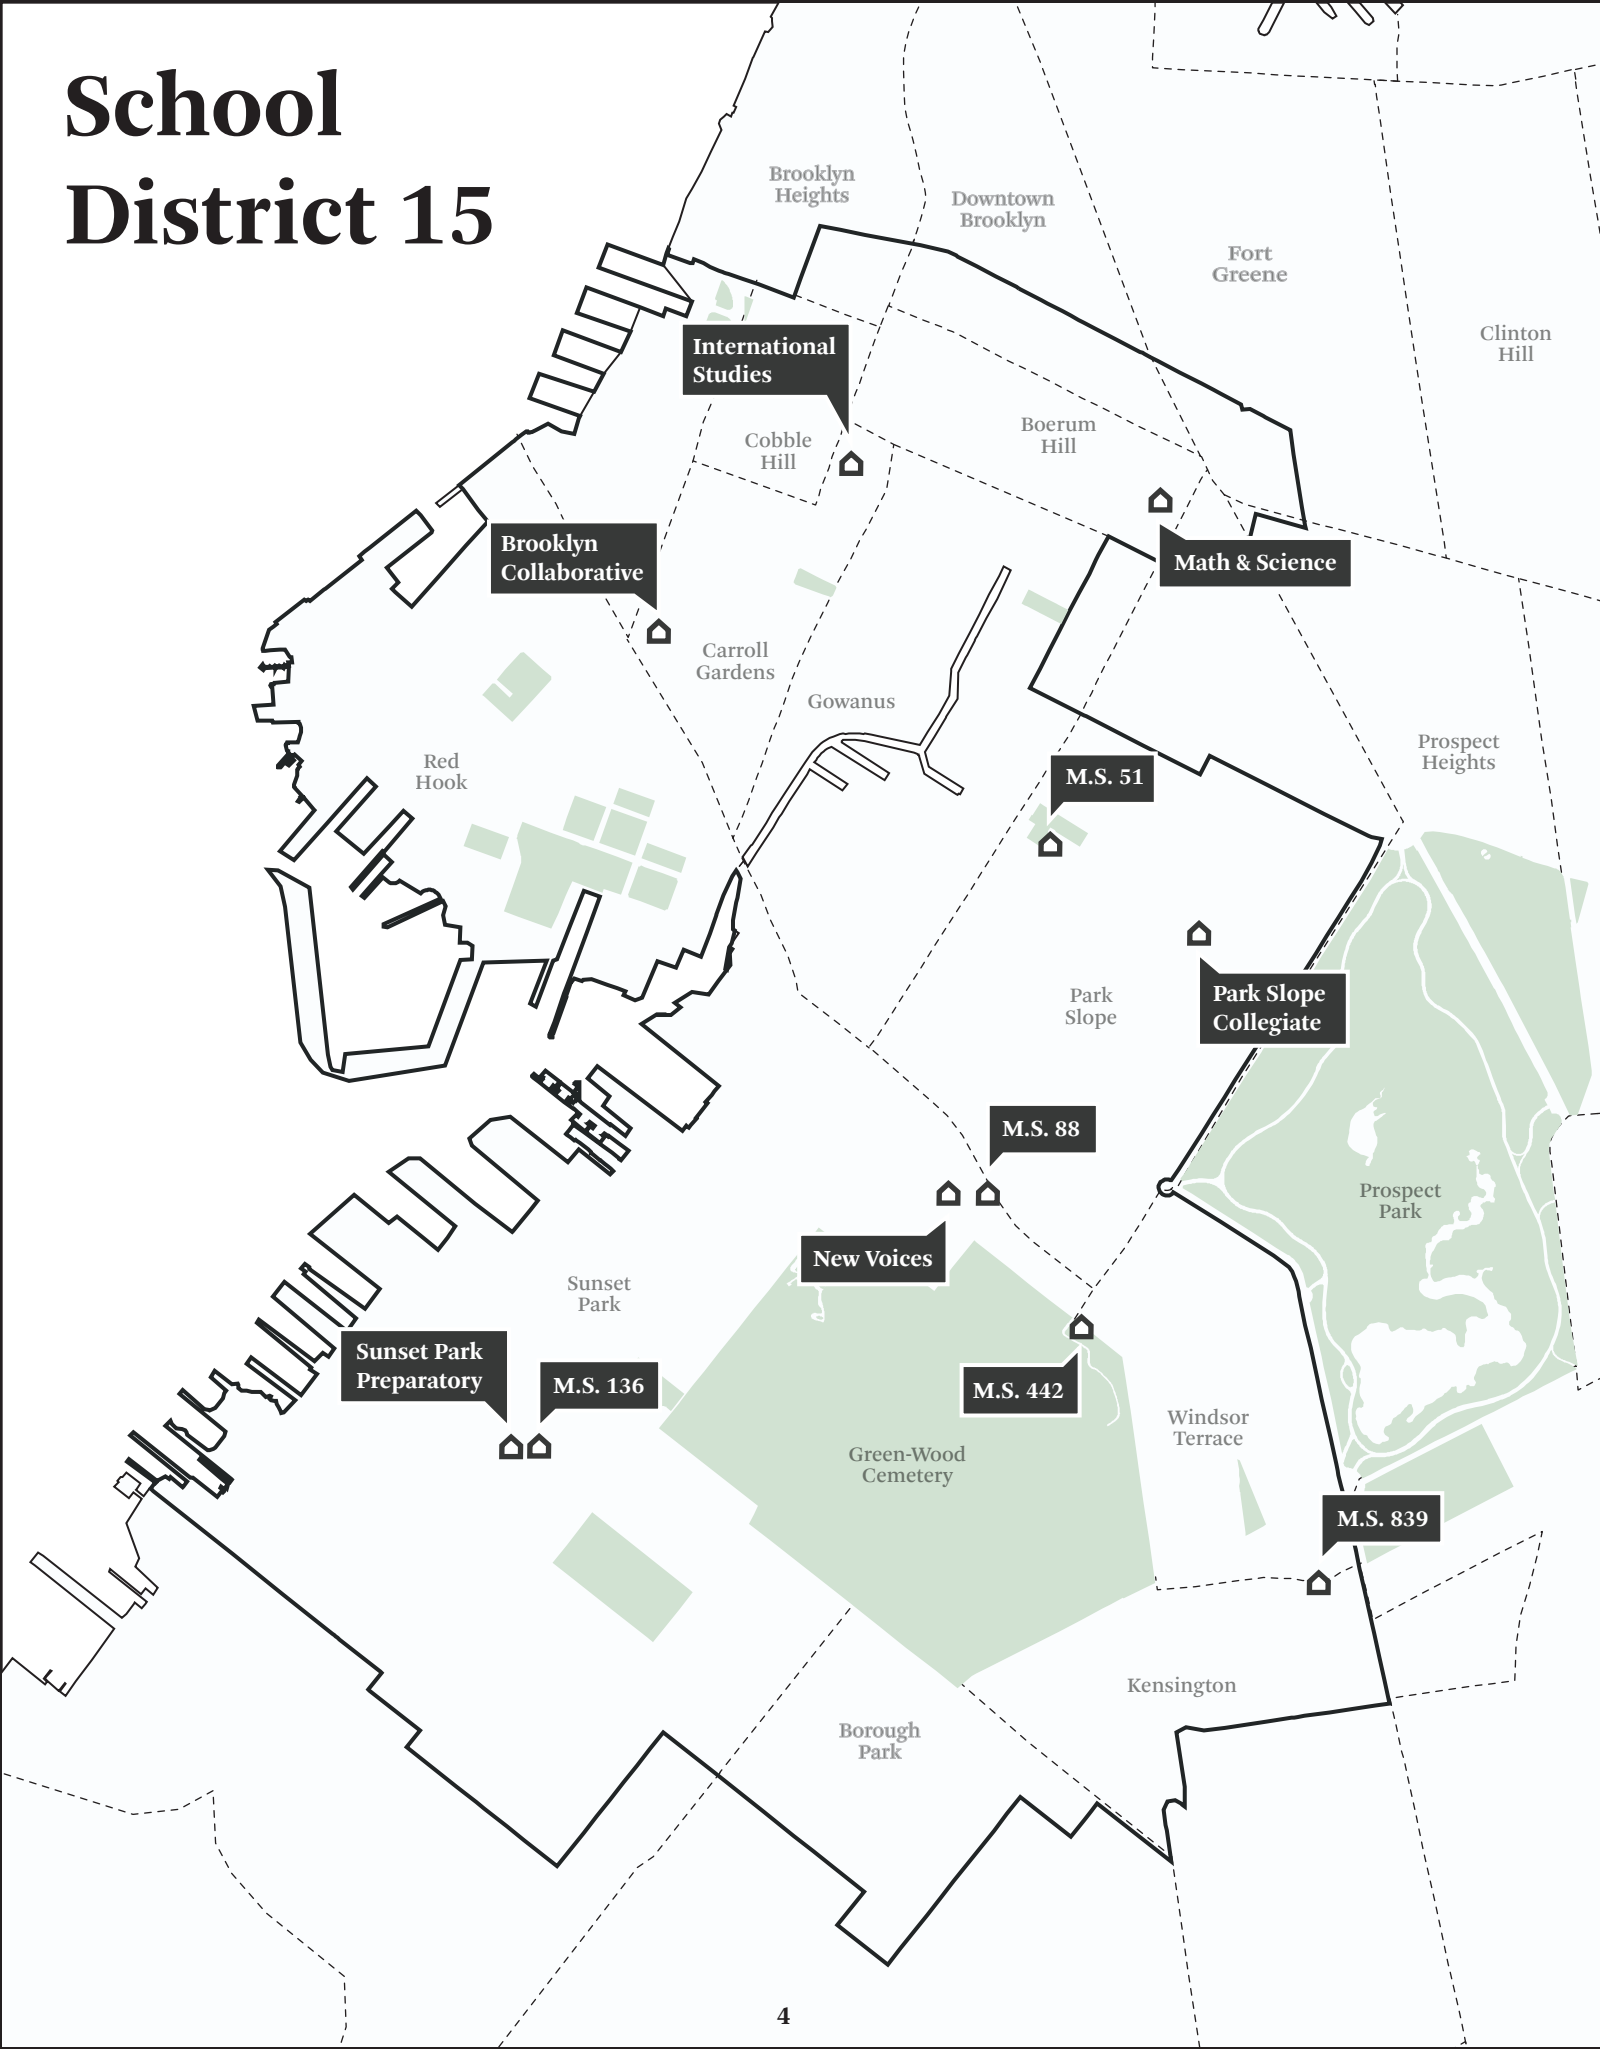 School
District 15
Brooklyn
Heights
Downtown
Brooklyn
Fort
Greene
Clinton
Hill
International
Studies
Cobble
Hill
Boerum
Hill
Brooklyn
Collaborative
Math & Science
Carroll
Gardens
Gowanus
Red
Hook
M.S. 51
Prospect
Heights
Park
Slope
Park Slope
Collegiate
M.S. 88
Prospect
Park
New Voices
Sunset
Park
Sunset Park
Preparatory
M.S. 136
M.S. 442
Windsor
Terrace
Green-Wood
Cemetery
M.S. 839
Kensington
Borough
Park
4